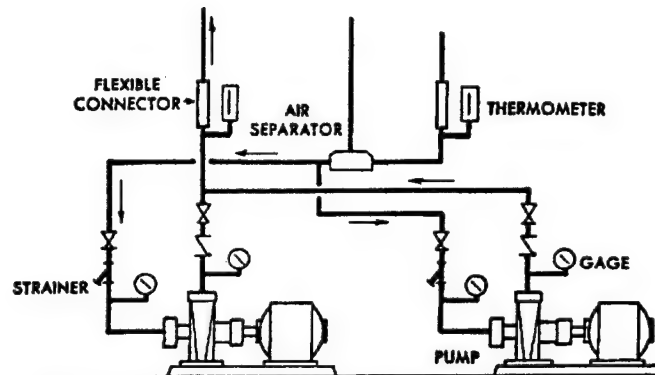 FLEXIBLE
CONNECTOR
AIR
SEPARATOR
THERMOMETER
STRAINER
GAGE
PUMP